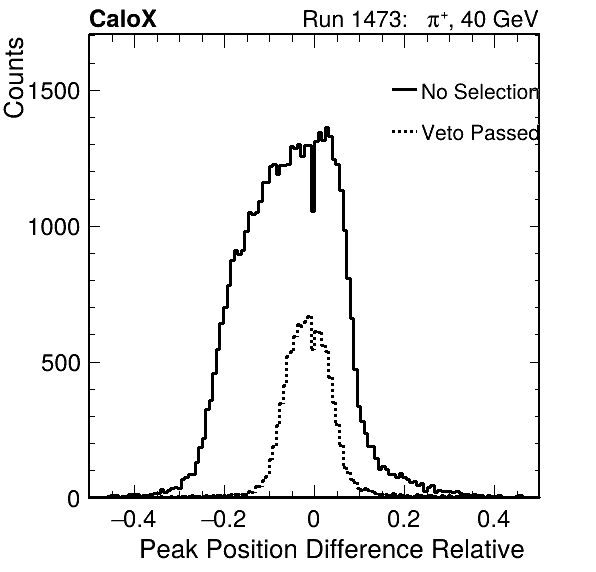 CaloX Run 1473: π⁺, 40 GeV
Counts
1500
1000
500
0
No Selection
Veto Passed
−0.4 −0.2 0 0.2 0.4
Peak Position Difference Relative